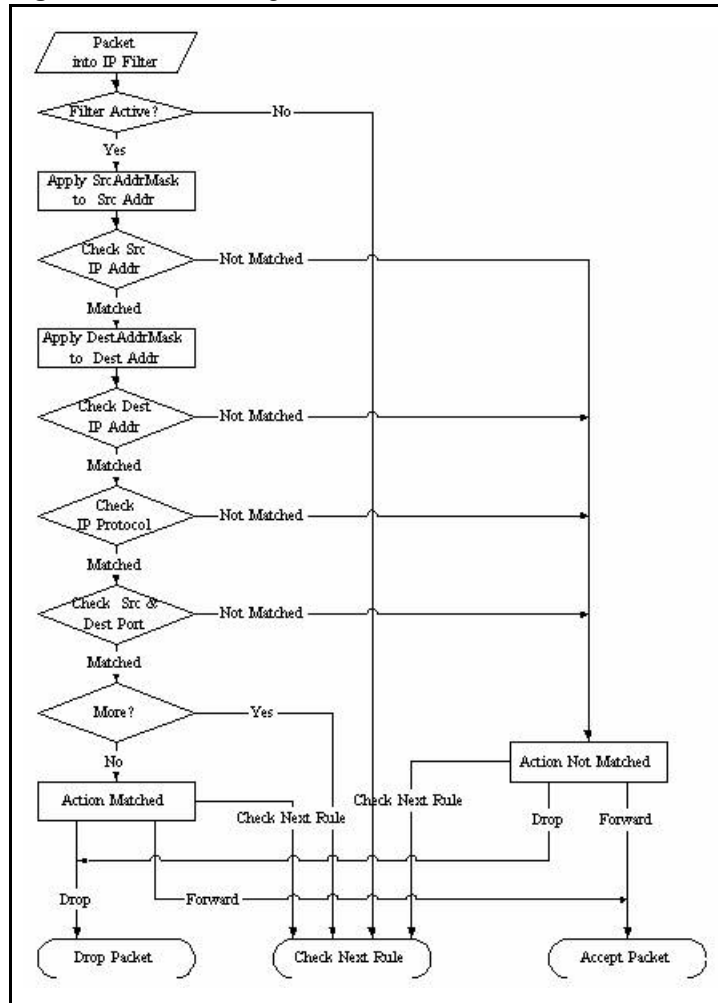 Packet
into IP Filter
Filter Active?
No
Yes
Apply SrcAddrMask
to Src Addr
Check Src
IP Addr
Not Matched
Matched
Apply DestAddrMask
to Dest Addr
Check Dest
IP Addr
Not Matched
Matched
Check
IP Protocol
Not Matched
Matched
Check Src &
Dest Port
Not Matched
Matched
More?
Yes
No
Action Not Matched
Action Matched
Check Next Rule
Check Next Rule
Drop
Forward
Drop
Forward
Drop Packet
Check Next Rule
Accept Packet